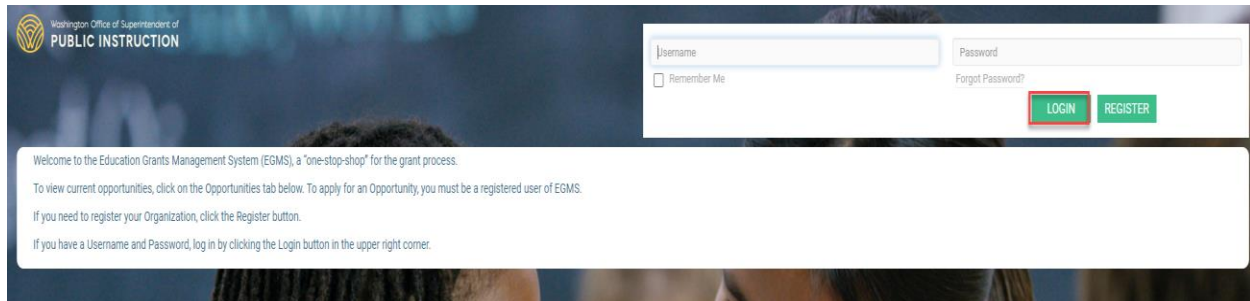 Washington Office of Superintendent of
PUBLIC INSTRUCTION
Username
Password
Remember Me
Forgot Password?
LOGIN
REGISTER
Welcome to the Education Grants Management System (EGMS), a "one-stop-shop" for the grant process.
To view current opportunities, click on the Opportunities tab below. To apply for an Opportunity, you must be a registered user of EGMS.
If you need to register your Organization, click the Register button.
If you have a Username and Password, log in by clicking the Login button in the upper right corner.